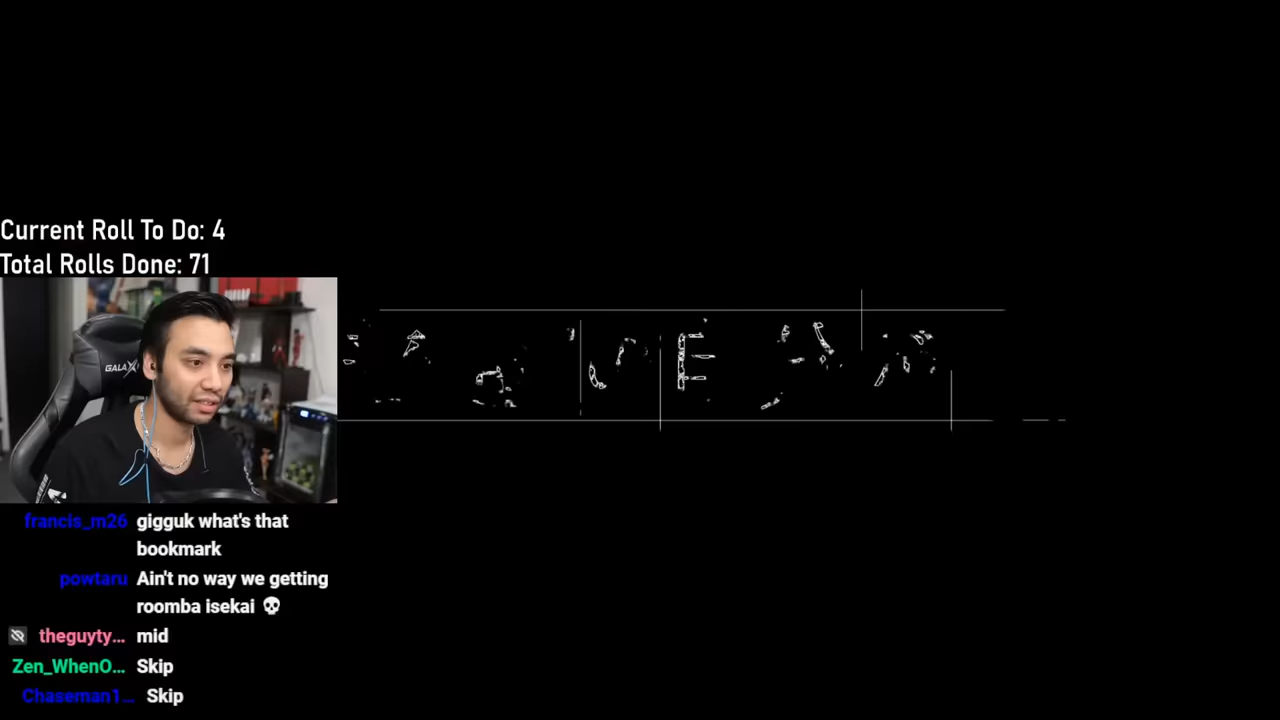 Current Roll To Do: 4
Total Rolls Done: 71
GALAX
E
francis_m26 gigguk what's that
bookmark
powtaru Ain't no way we getting
roomba isekai 💀
theguyty… mid
Zen_WhenO… Skip
Chaseman1… Skip